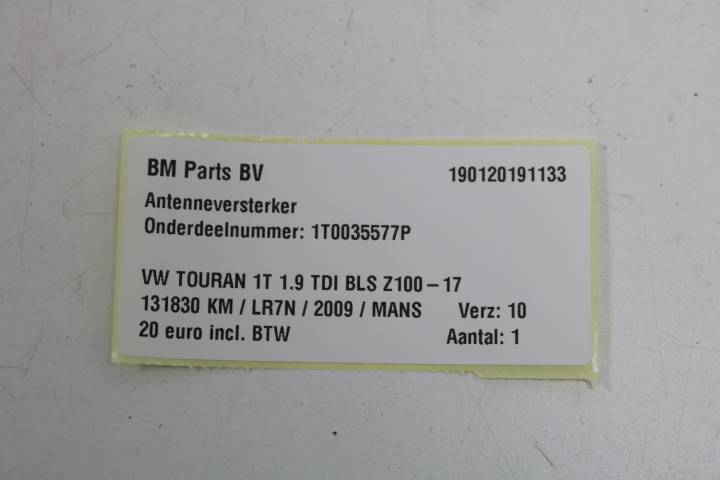 BM Parts BV 190120191133
Antenneversterker
Onderdeelnummer: 1T0035577P
VW TOURAN 1T 1.9 TDI BLS Z100-17
131830 KM / LR7N / 2009 / MANS Verz: 10
20 euro incl. BTW Aantal: 1